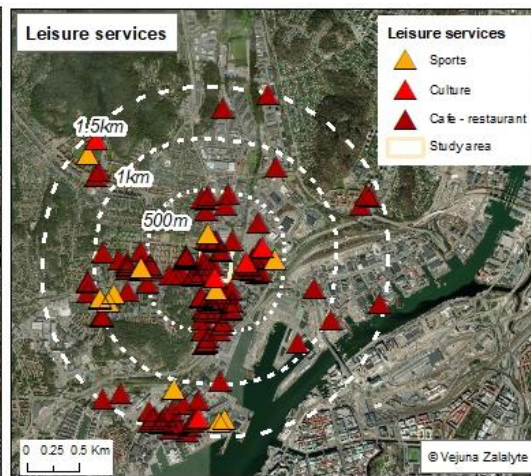 Leisure services
Leisure services
Sports
Culture
Cafe - restaurant
Study area
1.5km
1km
500m
0 0.25 0.5 Km
© Vejuna Zalalyte